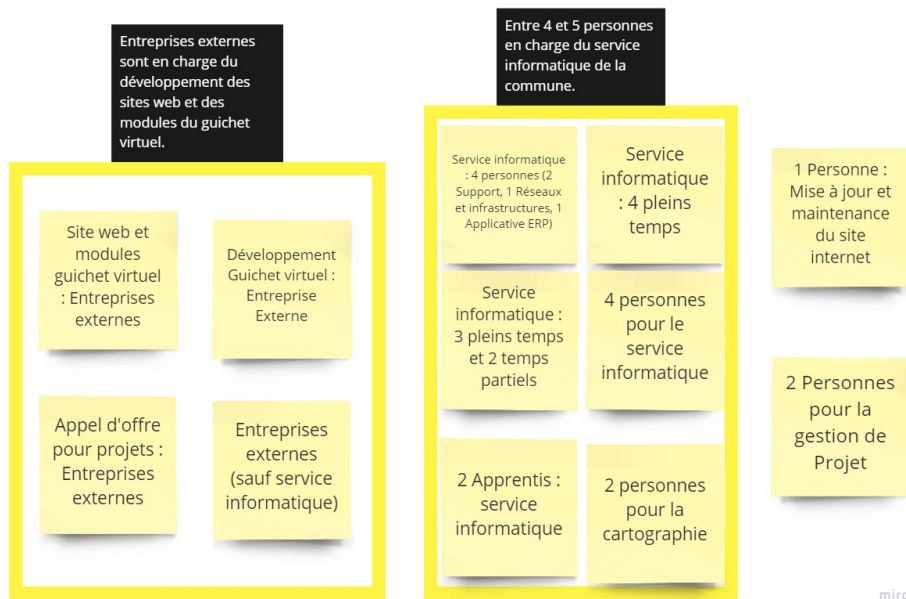 Entreprises externes
sont en charge du
développement des
sites web et des
modules du guichet
virtuel.
Site web et
modules
guichet virtuel
: Entreprises
externes
Développement
Guichet virtuel :
Entreprise
Externe
Appel d'offre
pour projets :
Entreprises
externes
Entreprises
externes
(sauf service
informatique)
Entre 4 et 5 personnes
en charge du service
informatique de la
commune.
Service informatique
: 4 personnes (2
Support, 1 Réseaux
et infrastructures, 1
Applicative ERP)
Service
informatique
: 4 pleins
temps
Service
informatique :
3 pleins temps
et 2 temps
partiels
4 personnes
pour le
service
informatique
2 Apprentis :
service
informatique
2 personnes
pour la
cartographie
1 Personne :
Mise à jour et
maintenance
du site
internet
2 Personnes
pour la
gestion de
Projet
miro